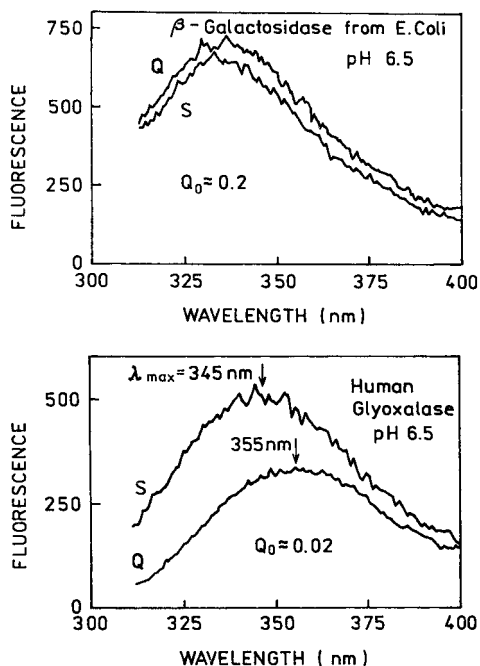 β-Galactosidase from E.Coli
pH 6.5
750
500
250
0
FLUORESCENCE
Q
S
Q₀≈0.2
300 325 350 375 400
WAVELENGTH (nm)
λmax=345 nm
Human
Glyoxalase
pH 6.5
355nm
500
250
0
FLUORESCENCE
S
Q
Q₀≈0.02
300 325 350 375 400
WAVELENGTH (nm)